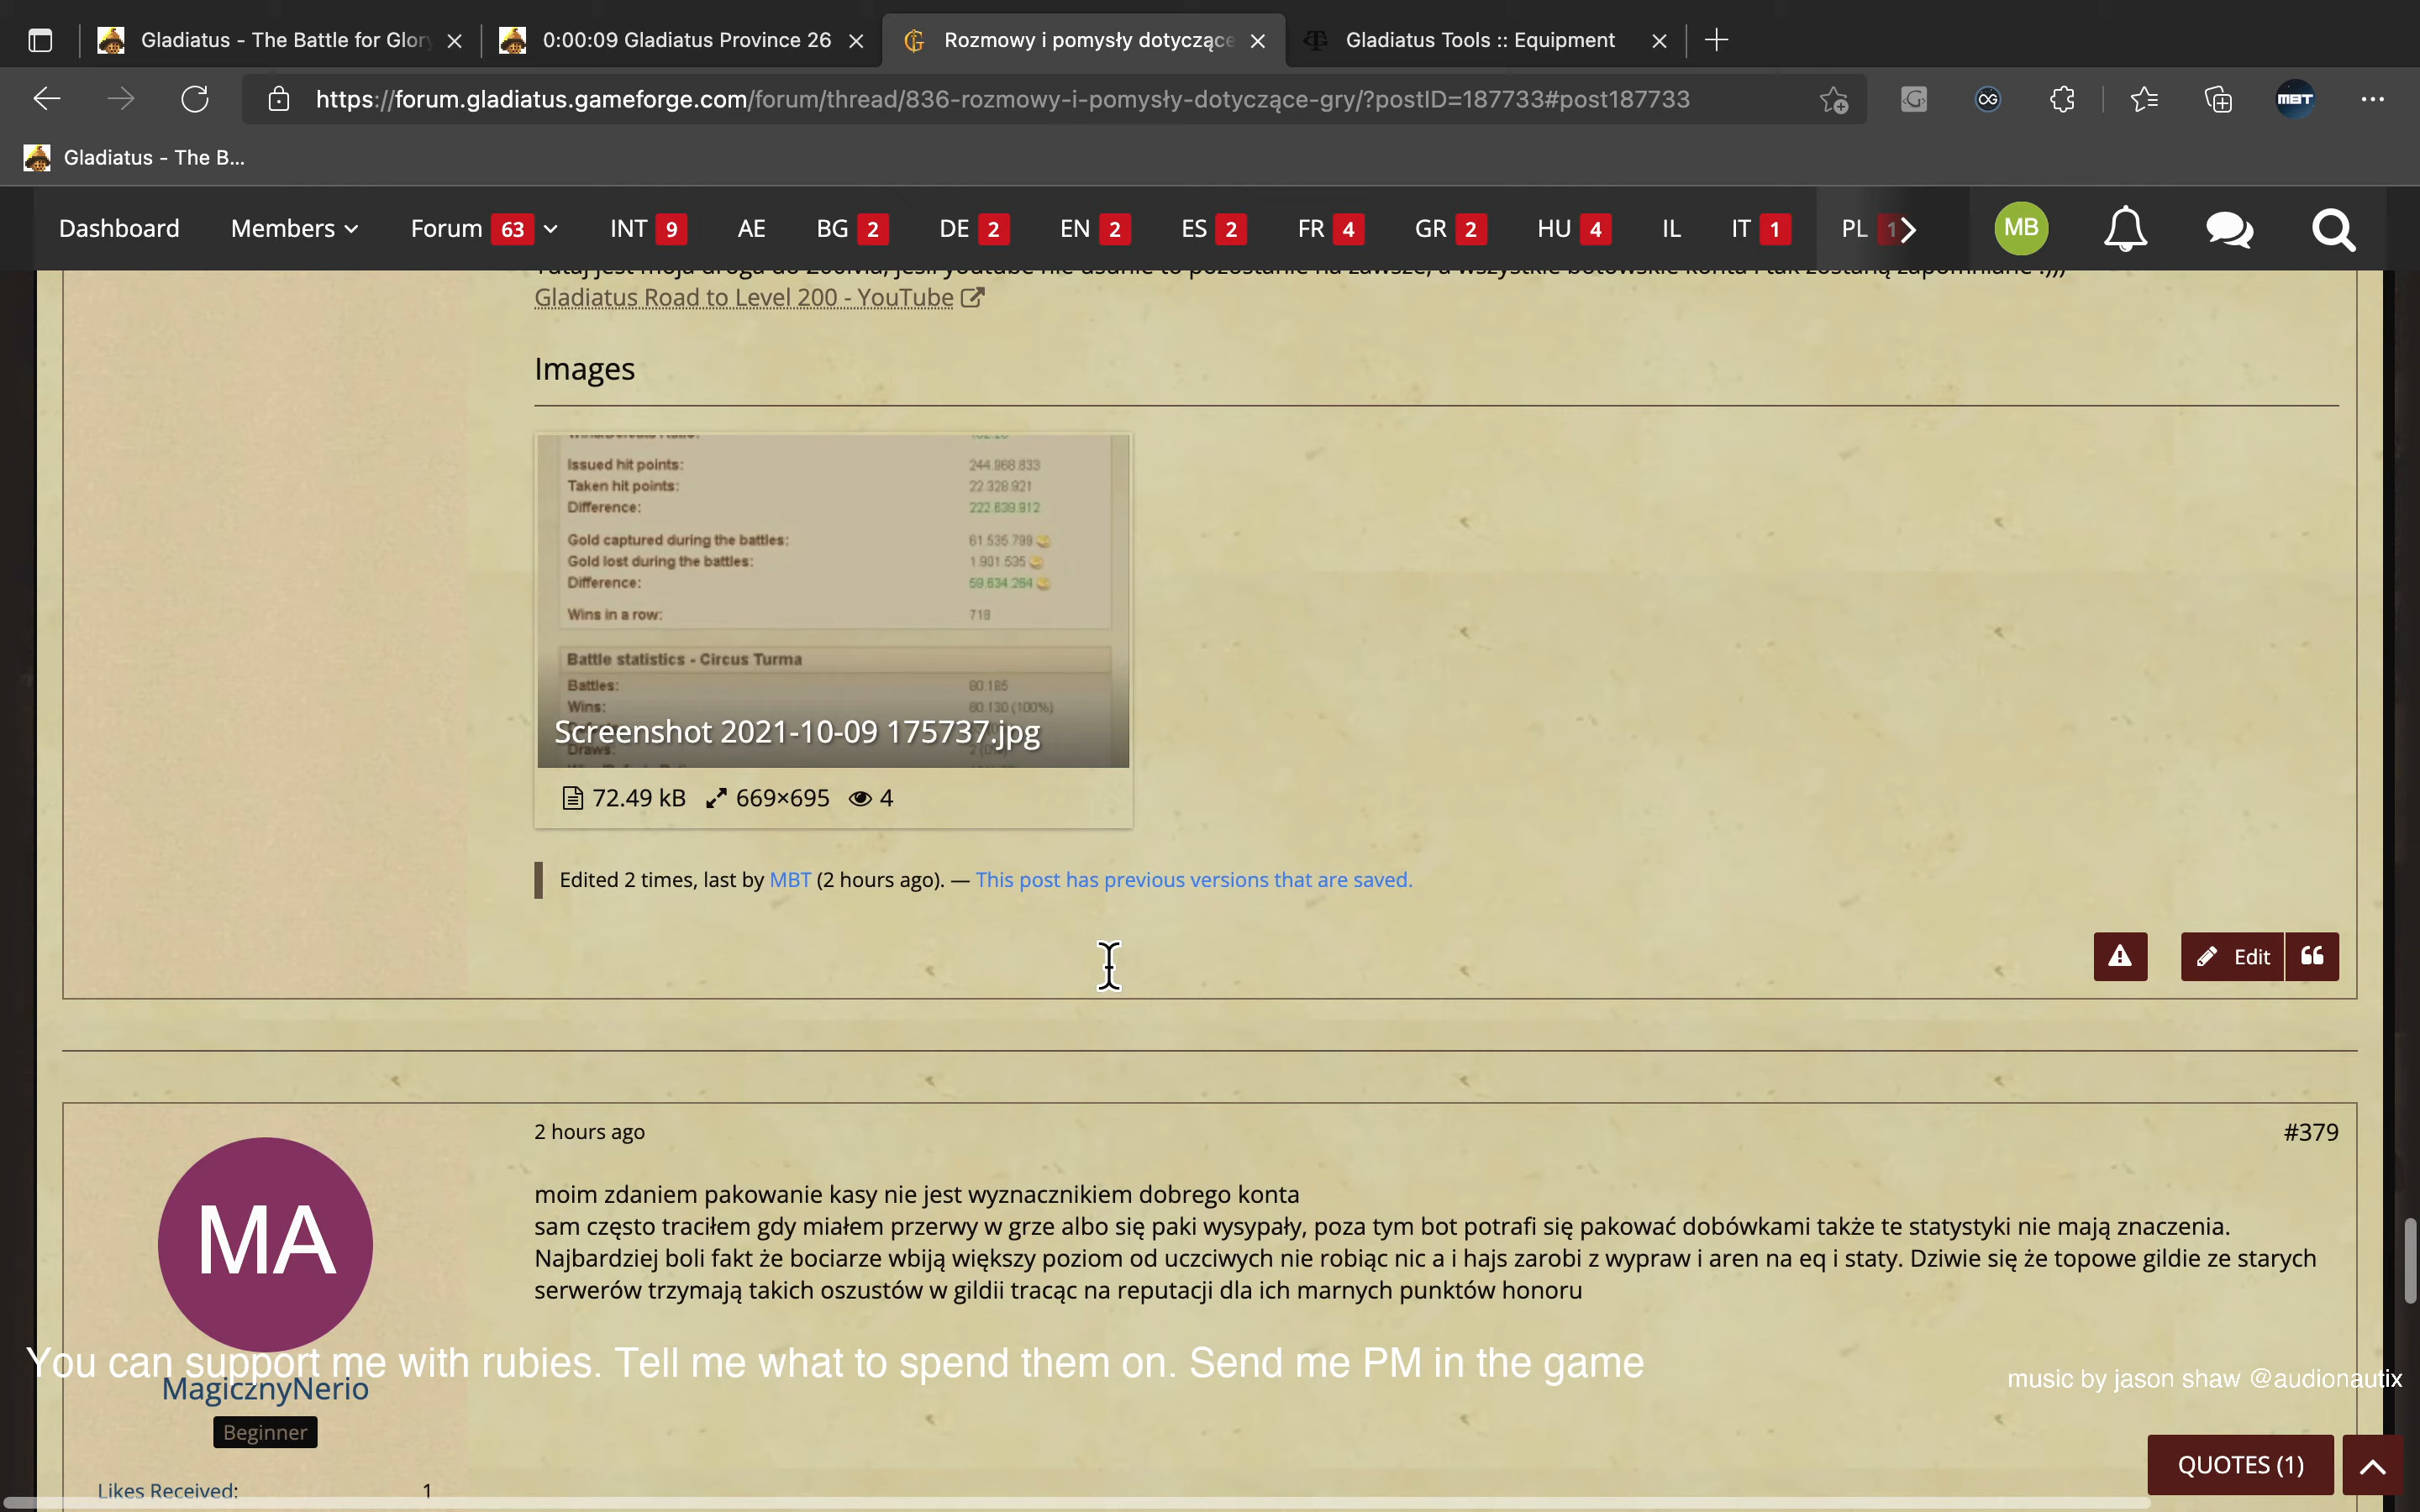 Gladiatus - The Battle for Glor
0:00:09 Gladiatus Province 26
Rozmowy i pomysły dotyczące
Gladiatus Tools :: Equipment
https://forum.gladiatus.gameforge.com/forum/thread/836-rozmowy-i-pomysły-dotyczące-gry/?postID=187733#post187733
MBT
Gladiatus - The B...
Dashboard Members Forum 63 INT 9 AE BG 2 DE 2 EN 2 ES 2 FR 4 GR 2 HU 4 IL IT 1 PL 1 MB
Gladiatus Road to Level 200 - YouTube
Images
Issued hit points: 244.968.833
Taken hit points: 22.328.921
Difference: 222.639.912
Gold captured during the battles: 61.535.799
Gold lost during the battles: 1.901.535
Difference: 59.634.264
Wins in a row: 718
Battle statistics - Circus Turma
Battles: 80.185
Wins: 80.130 (100%)
Screenshot 2021-10-09 175737.jpg
Draws:
72.49 kB 669×695 4
Edited 2 times, last by MBT (2 hours ago). — This post has previous versions that are saved.
Edit
2 hours ago #379
MA
moim zdaniem pakowanie kasy nie jest wyznacznikiem dobrego konta
sam często traciłem gdy miałem przerwy w grze albo się paki wysypały, poza tym bot potrafi się pakować dobówkami także te statystyki nie mają znaczenia.
Najbardziej boli fakt że bociarze wbiją większy poziom od uczciwych nie robiąc nic a i hajs zarobi z wypraw i aren na eq i staty. Dziwie się że topowe gildie ze starych
serwerów trzymają takich oszustów w gildii tracąc na reputacji dla ich marnych punktów honoru
You can support me with rubies. Tell me what to spend them on. Send me PM in the game
music by jason shaw @audionautix
MagicznyNerio
Beginner
QUOTES (1)
Likes Received: 1